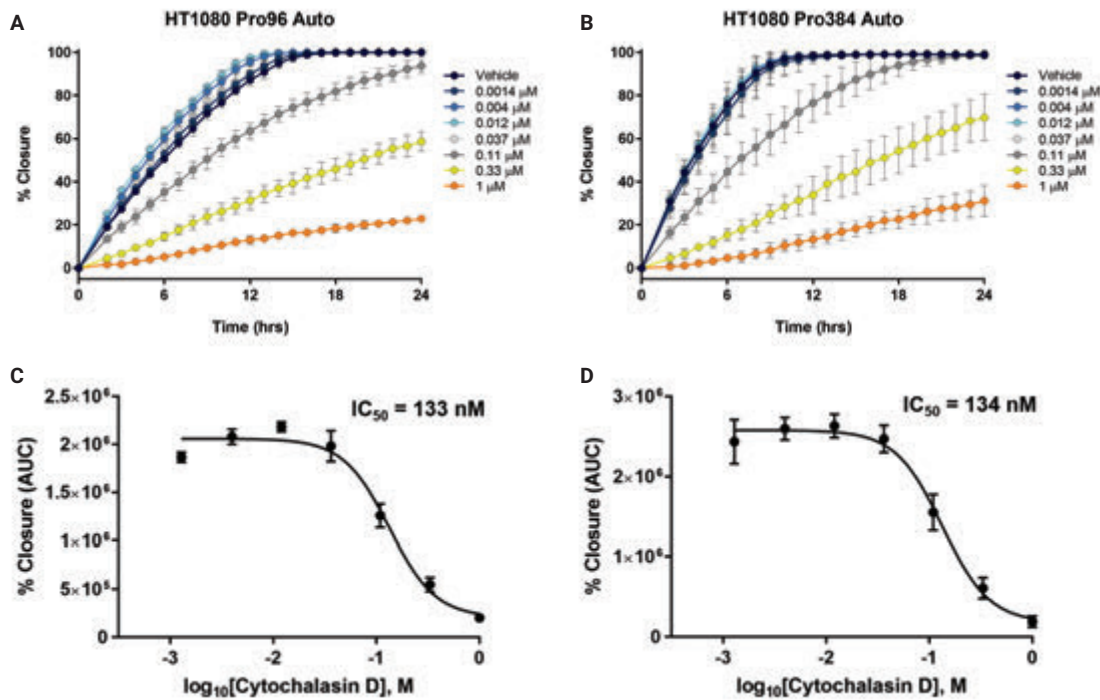 A
HT1080 Pro96 Auto
100
80
60
40
20
0
% Closure
0 6 12 18 24
Time (hrs)
Vehicle
0.0014 μM
0.004 μM
0.012 μM
0.037 μM
0.11 μM
0.33 μM
1 μM
B
HT1080 Pro384 Auto
100
80
60
40
20
0
% Closure
0 6 12 18 24
Time (hrs)
Vehicle
0.0014 μM
0.004 μM
0.012 μM
0.037 μM
0.11 μM
0.33 μM
1 μM
C
IC50 = 133 nM
2.5×10⁶
2×10⁶
1.5×10⁶
1×10⁶
5×10⁵
0
% Closure (AUC)
-3 -2 -1 0
log10[Cytochalasin D], M
D
IC50 = 134 nM
3×10⁶
2×10⁶
1×10⁶
0
% Closure (AUC)
-3 -2 -1 0
log10[Cytochalasin D], M